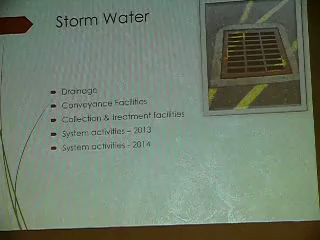 Storm Water
Drainage
Conveyance Facilities
Collection & treatment facilities
System activities – 2013
System activities - 2014